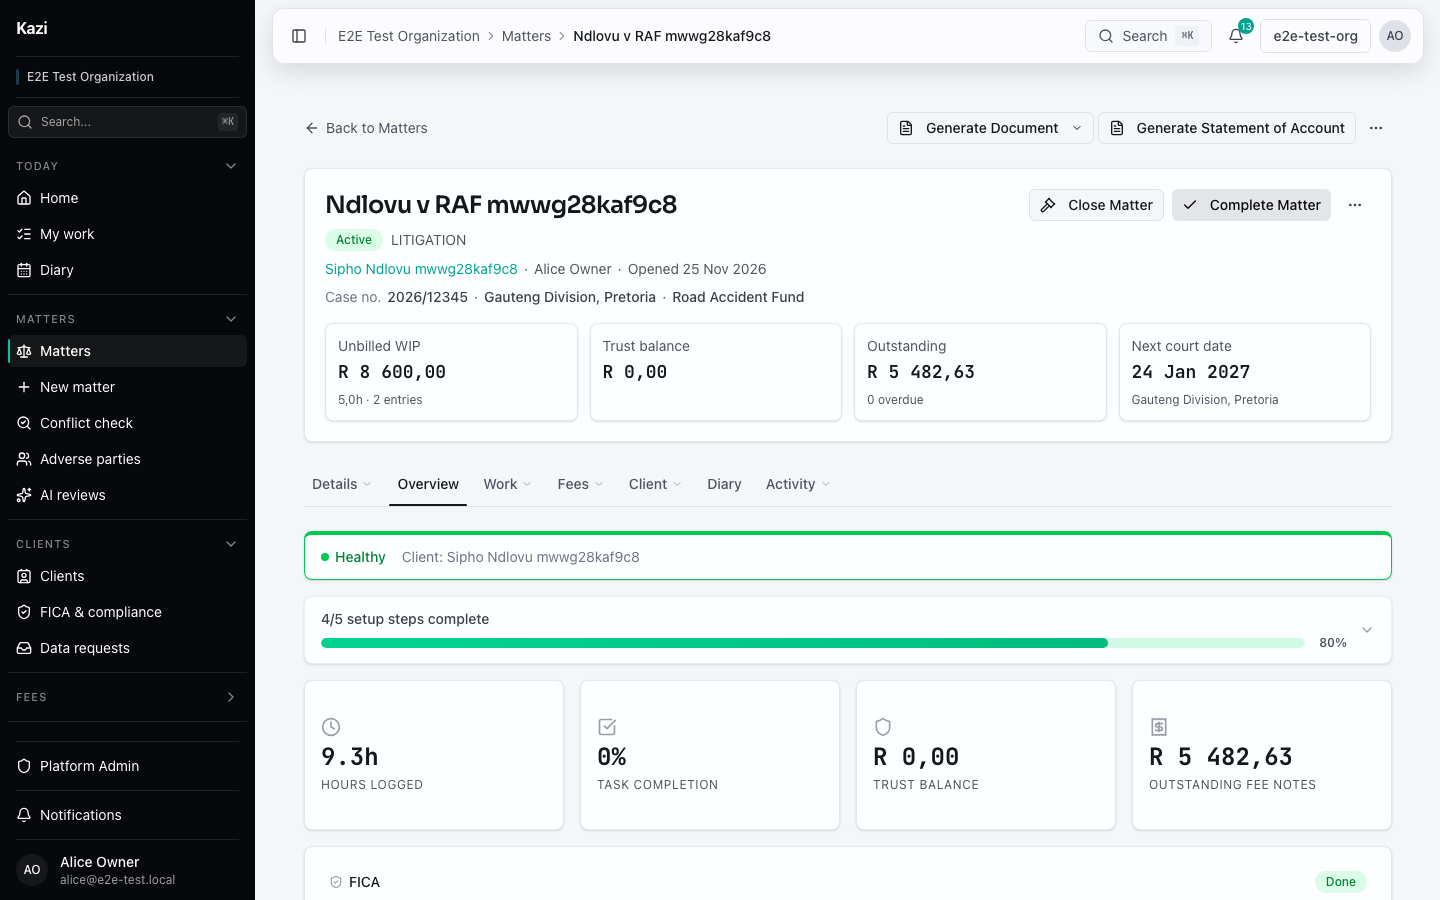 Kazi
E2E Test Organization
Search... ⌘K
TODAY
Home
My work
Diary
MATTERS
Matters
New matter
Conflict check
Adverse parties
AI reviews
CLIENTS
Clients
FICA & compliance
Data requests
FEES
Platform Admin
Notifications
AO Alice Owner
alice@e2e-test.local
E2E Test Organization > Matters > Ndlovu v RAF mwwg28kaf9c8
Search ⌘K
13
e2e-test-org
AO
Back to Matters
Generate Document
Generate Statement of Account
Ndlovu v RAF mwwg28kaf9c8
Close Matter
Complete Matter
Active LITIGATION
Sipho Ndlovu mwwg28kaf9c8 · Alice Owner · Opened 25 Nov 2026
Case no. 2026/12345 · Gauteng Division, Pretoria · Road Accident Fund
Unbilled WIP
R 8 600,00
5,0h · 2 entries
Trust balance
R 0,00
Outstanding
R 5 482,63
0 overdue
Next court date
24 Jan 2027
Gauteng Division, Pretoria
Details Overview Work Fees Client Diary Activity
Healthy Client: Sipho Ndlovu mwwg28kaf9c8
4/5 setup steps complete
80%
9.3h
HOURS LOGGED
0%
TASK COMPLETION
R 0,00
TRUST BALANCE
R 5 482,63
OUTSTANDING FEE NOTES
FICA
Done